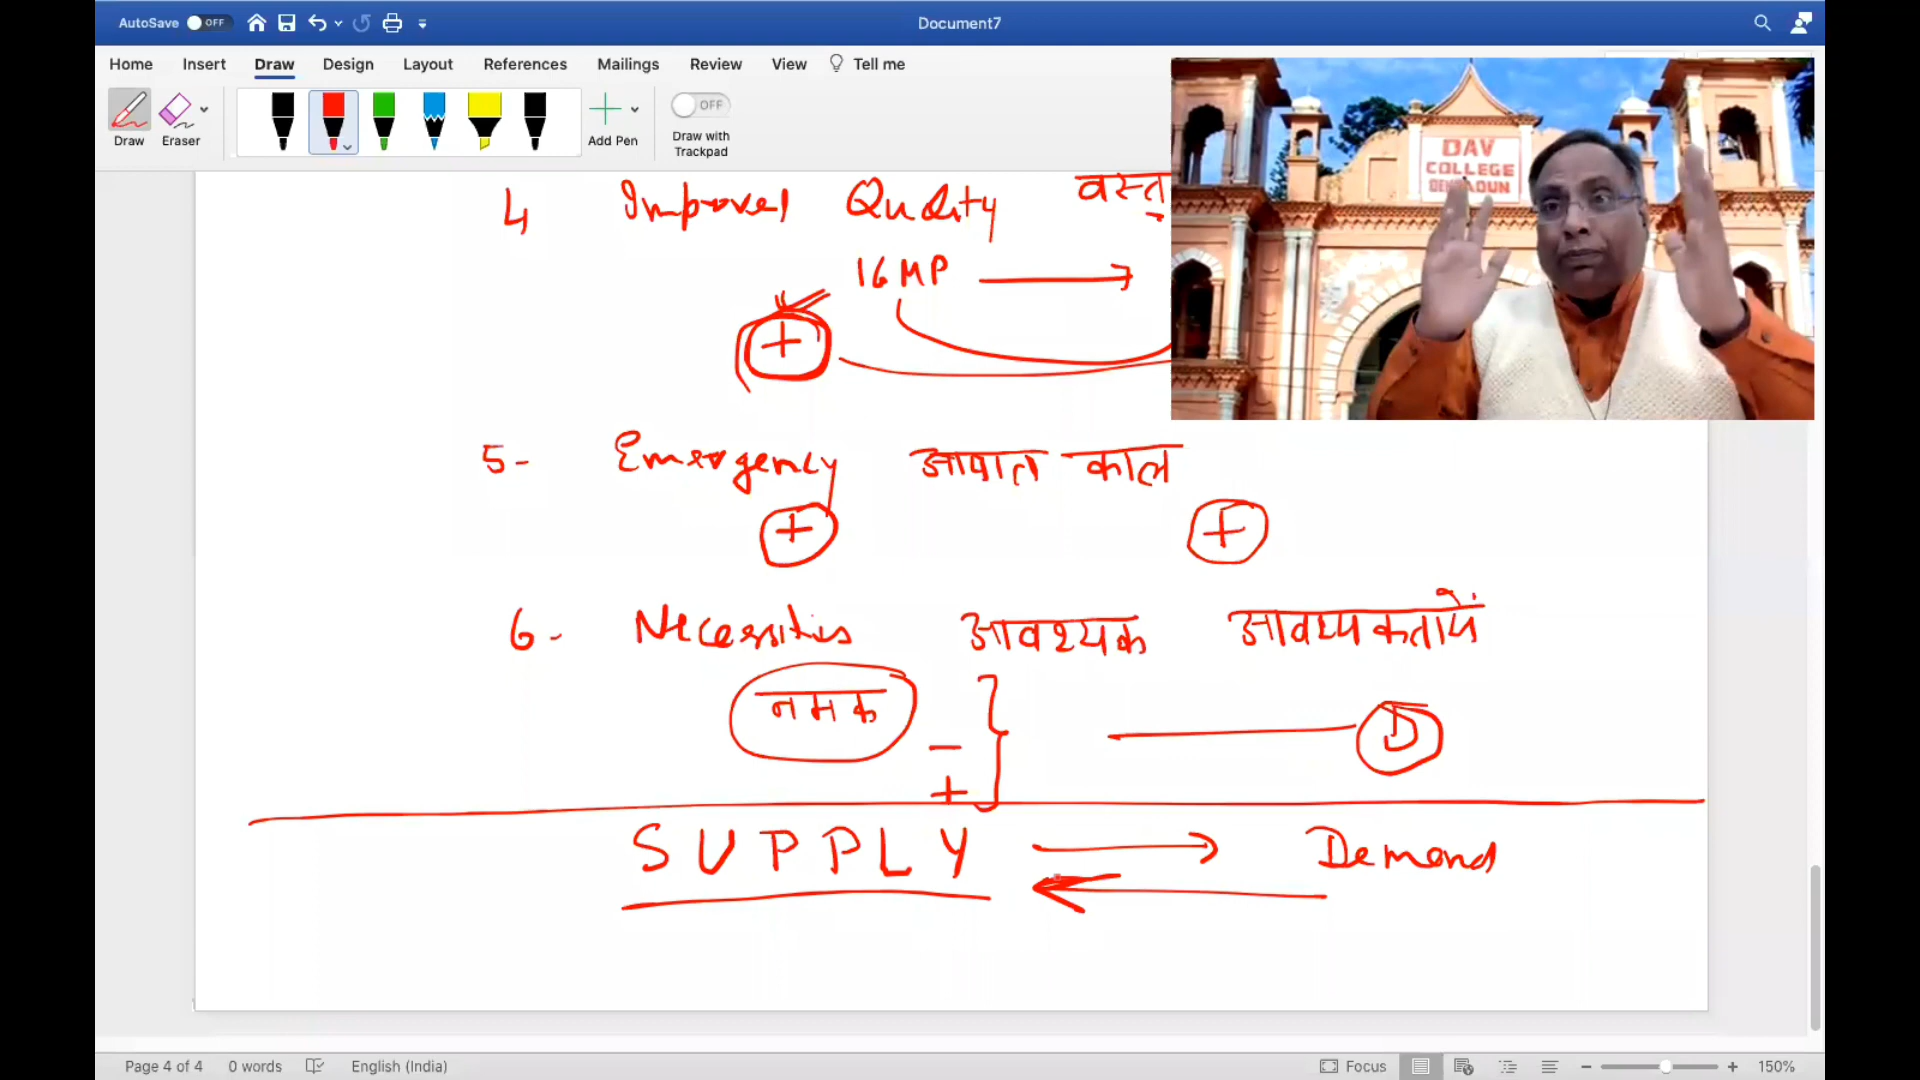 AutoSave OFF Document7
Home Insert Draw Design Layout References Mailings Review View Tell me
Draw Eraser Add Pen OFF Draw with Trackpad
DAV
COLLEGE
DEHRADUN
4 Improved Quality वस्तु
16 MP
+
5- Emergency आपात काल
+ +
6- Necessities आवश्यक आवश्यकतायें
नमक
-
+
D
SUPPLY Demand
Page 4 of 4 0 words English (India) Focus 150%